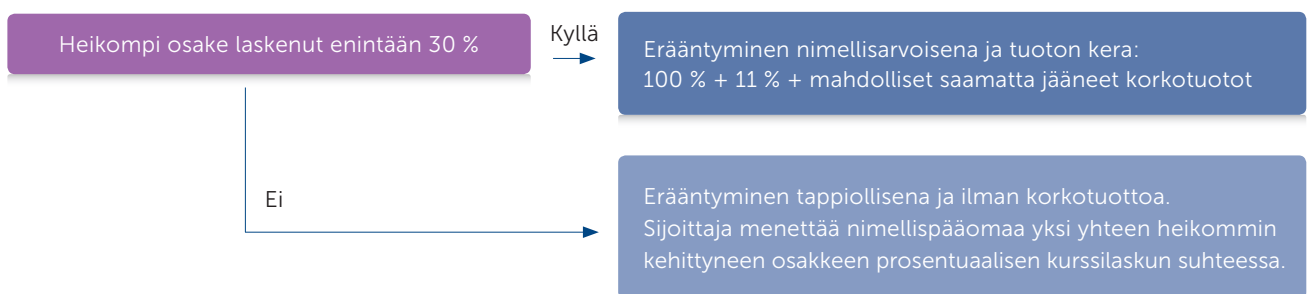 Heikompi osake laskenut enintään 30 %
Kyllä
Erääntyminen nimellisarvoisena ja tuoton kera:
100 % + 11 % + mahdolliset saamatta jääneet korkotuotot
Ei
Erääntyminen tappiollisena ja ilman korkotuottoa.
Sijoittaja menettää nimellispääomaa yksi yhteen heikommin
kehittyneen osakkeen prosentuaalisen kurssilaskun suhteessa.